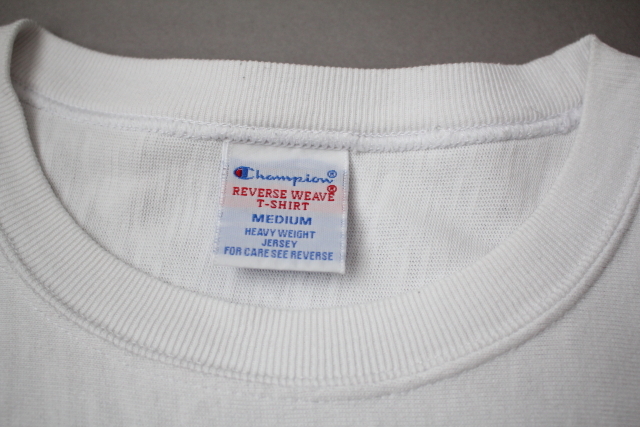 Champion®
REVERSE WEAVE®
T-SHIRT
MEDIUM
HEAVY WEIGHT
JERSEY
FOR CARE SEE REVERSE